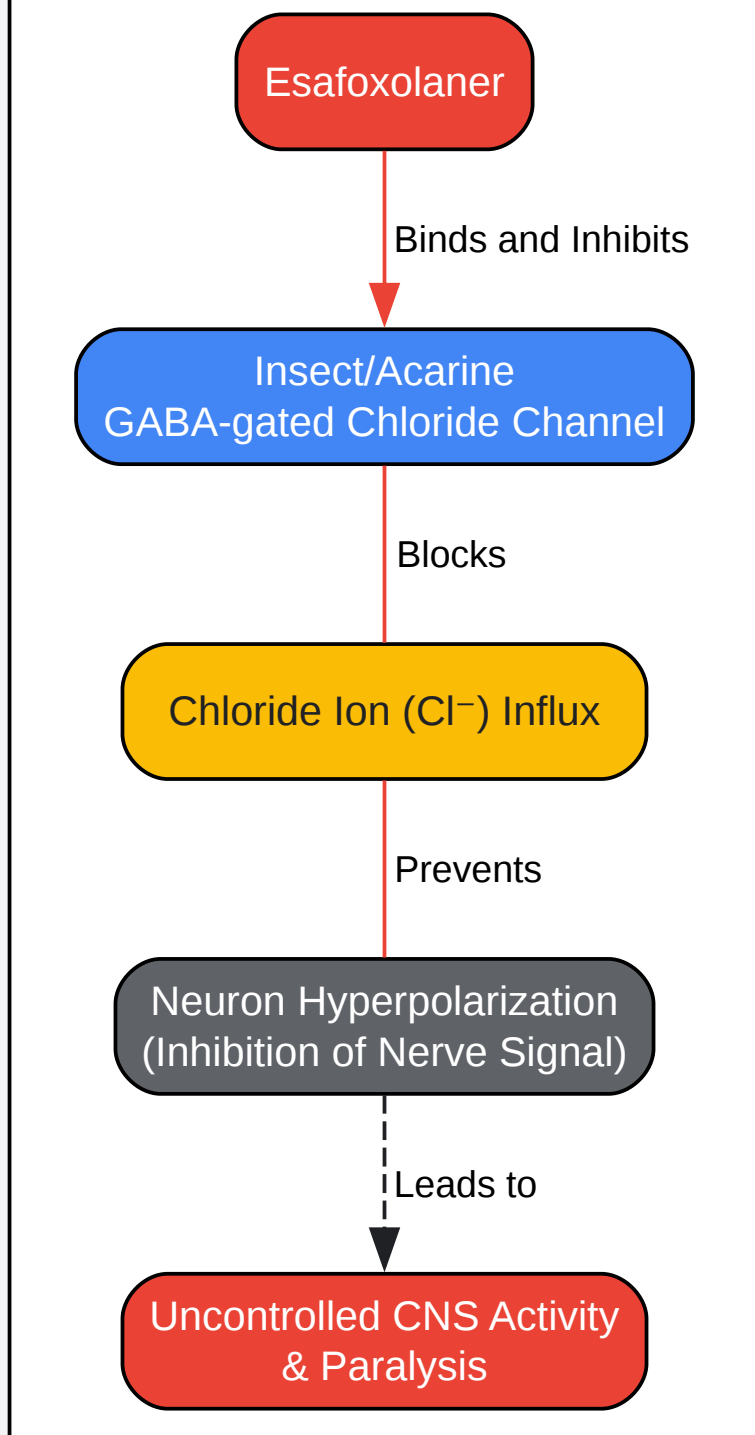 Esafoxolaner
Binds and Inhibits
Insect/Acarine
GABA-gated Chloride Channel
Blocks
Chloride Ion (Cl⁻) Influx
Prevents
Neuron Hyperpolarization
(Inhibition of Nerve Signal)
Leads to
Uncontrolled CNS Activity
& Paralysis